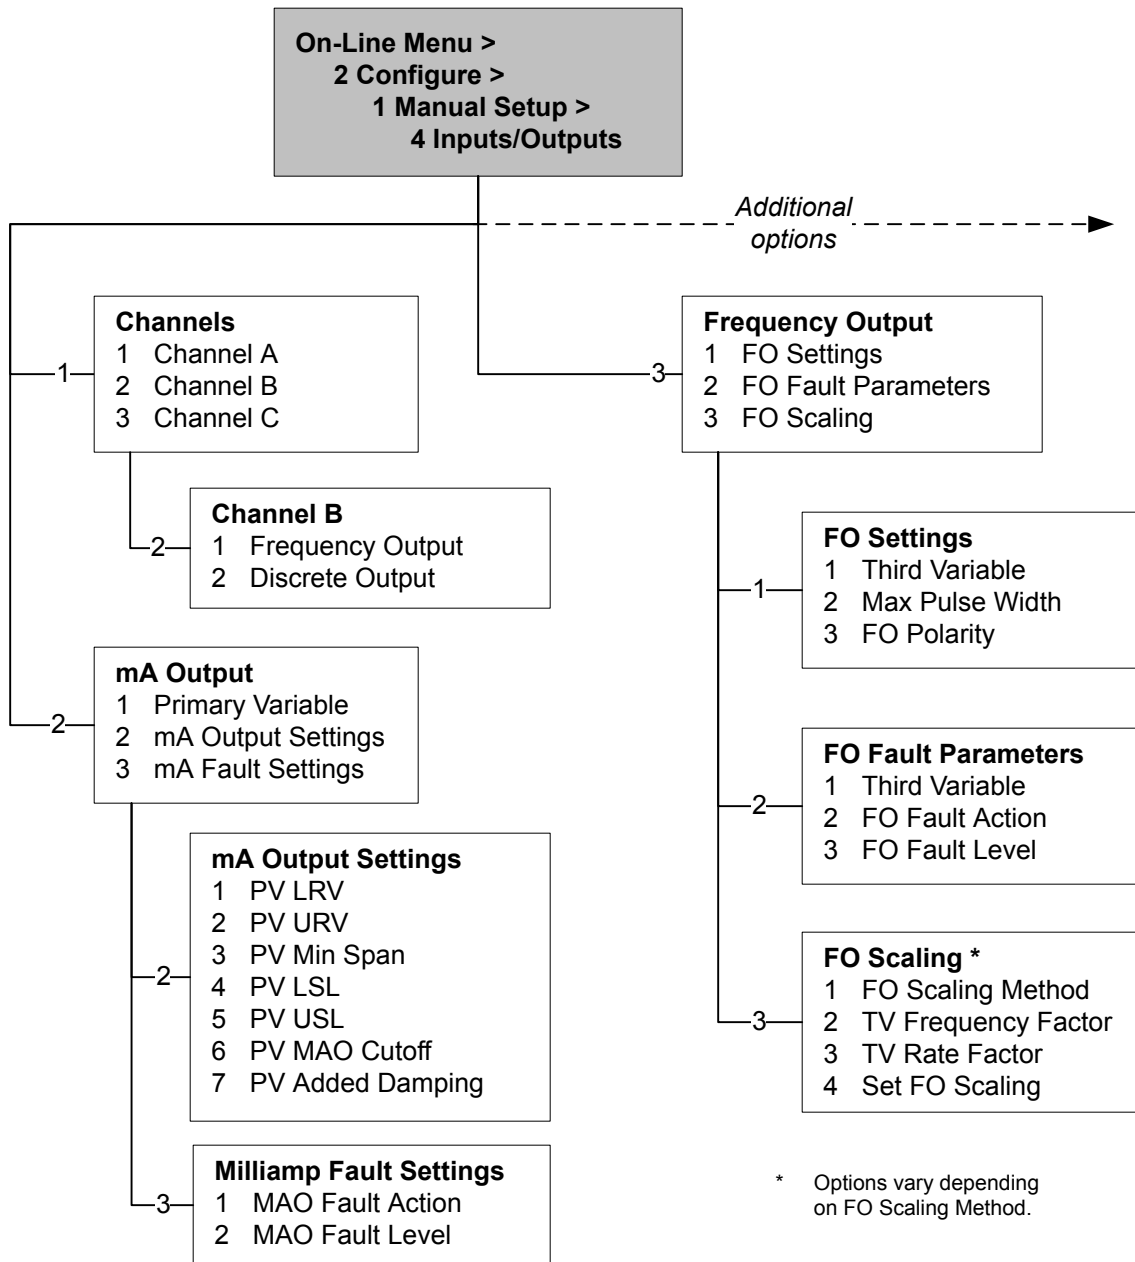 On-Line Menu >
2 Configure >
1 Manual Setup >
4 Inputs/Outputs
Additional
options
1
Channels
1 Channel A
2 Channel B
3 Channel C
2
Channel B
1 Frequency Output
2 Discrete Output
2
mA Output
1 Primary Variable
2 mA Output Settings
3 mA Fault Settings
2
mA Output Settings
1 PV LRV
2 PV URV
3 PV Min Span
4 PV LSL
5 PV USL
6 PV MAO Cutoff
7 PV Added Damping
3
Milliamp Fault Settings
1 MAO Fault Action
2 MAO Fault Level
3
Frequency Output
1 FO Settings
2 FO Fault Parameters
3 FO Scaling
1
FO Settings
1 Third Variable
2 Max Pulse Width
3 FO Polarity
2
FO Fault Parameters
1 Third Variable
2 FO Fault Action
3 FO Fault Level
3
FO Scaling *
1 FO Scaling Method
2 TV Frequency Factor
3 TV Rate Factor
4 Set FO Scaling
* Options vary depending
on FO Scaling Method.